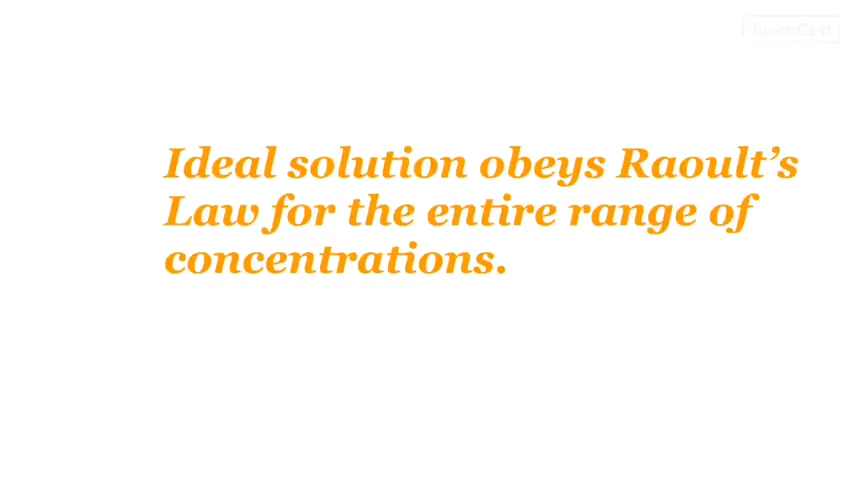 TouchCast
Ideal solution obeys Raoult's
Law for the entire range of
concentrations.